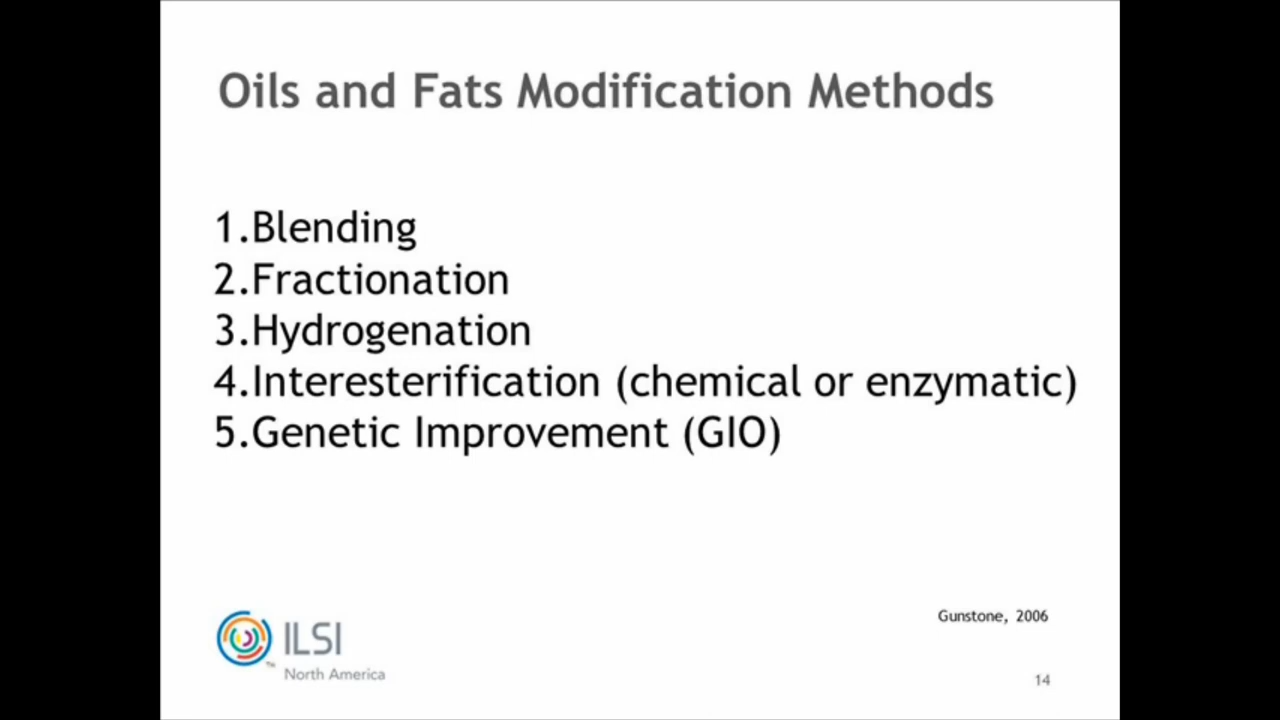 Oils and Fats Modification Methods
1.Blending
2.Fractionation
3.Hydrogenation
4.Interesterification (chemical or enzymatic)
5.Genetic Improvement (GIO)
Gunstone, 2006
ILSI
TM
North America
14